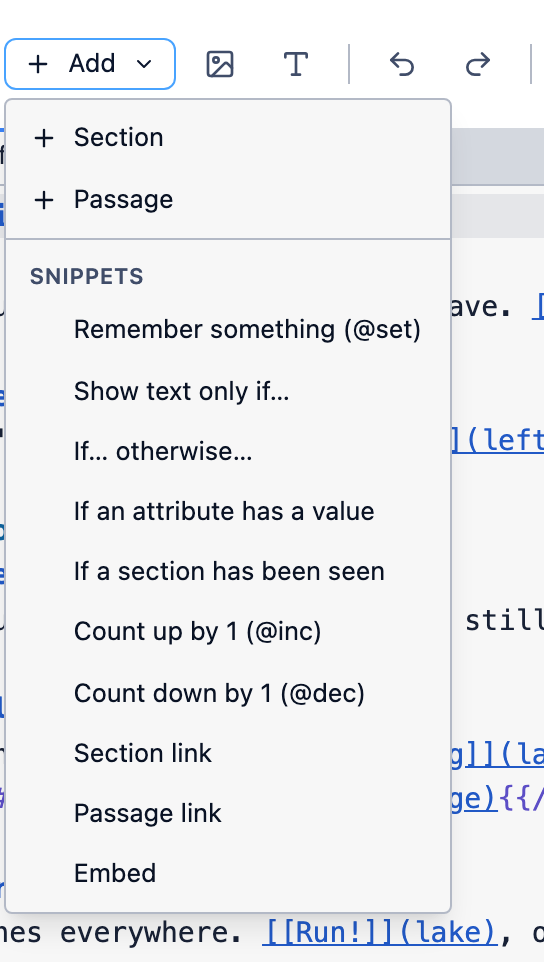 + Add
T
+ Section
+ Passage
SNIPPETS
Remember something (@set)
ave. [
Show text only if...
If... otherwise...
](left
If an attribute has a value
If a section has been seen
Count up by 1 (@inc)
still
Count down by 1 (@dec)
Section link
g]](la
Passage link
ge){{/
Embed
nes everywhere. [[Run!]](lake), o